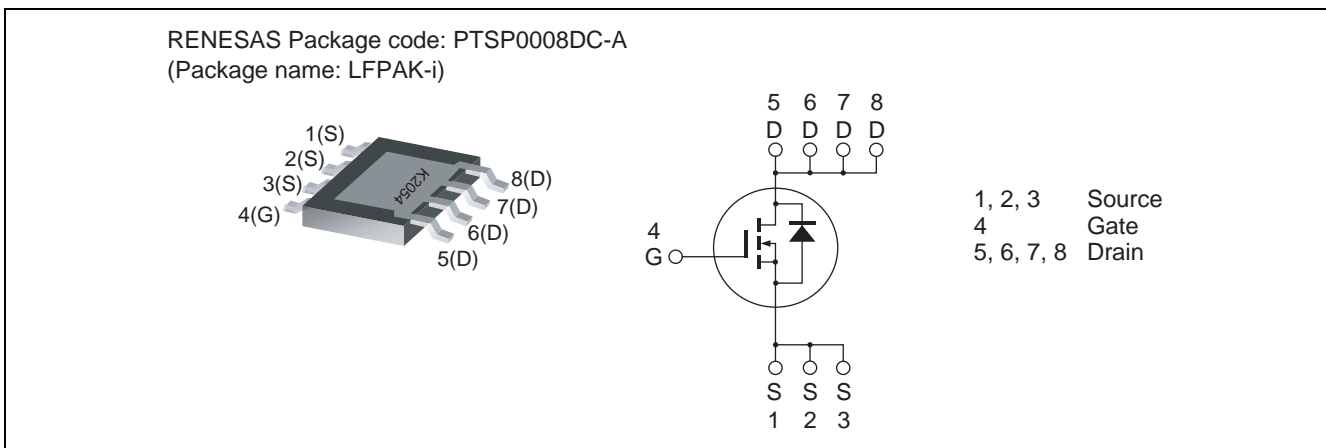 RENESAS Package code: PTSP0008DC-A
(Package name: LFPAK-i)
1(S)
2(S)
3(S)
4(G)
K2054
8(D)
7(D)
6(D)
5(D)
5 6 7 8
D D D D
4
G
S S S
1 2 3
1, 2, 3 Source
4 Gate
5, 6, 7, 8 Drain